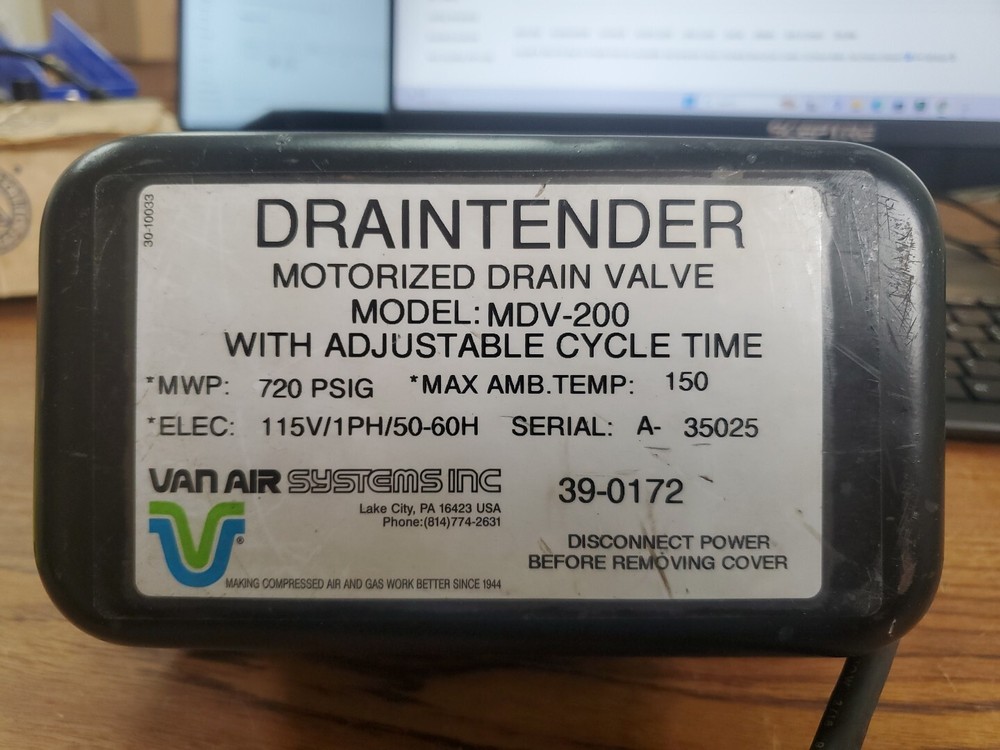 30-10033
DRAINTENDER
MOTORIZED DRAIN VALVE
MODEL: MDV-200
WITH ADJUSTABLE CYCLE TIME
*MWP: 720 PSIG *MAX AMB.TEMP: 150
*ELEC: 115V/1PH/50-60H SERIAL: A- 35025
VAN AIR SYSTEMS INC
Lake City, PA 16423 USA
Phone:(814)774-2631
39-0172
®
DISCONNECT POWER
BEFORE REMOVING COVER
MAKING COMPRESSED AIR AND GAS WORK BETTER SINCE 1944
SCEPTRE